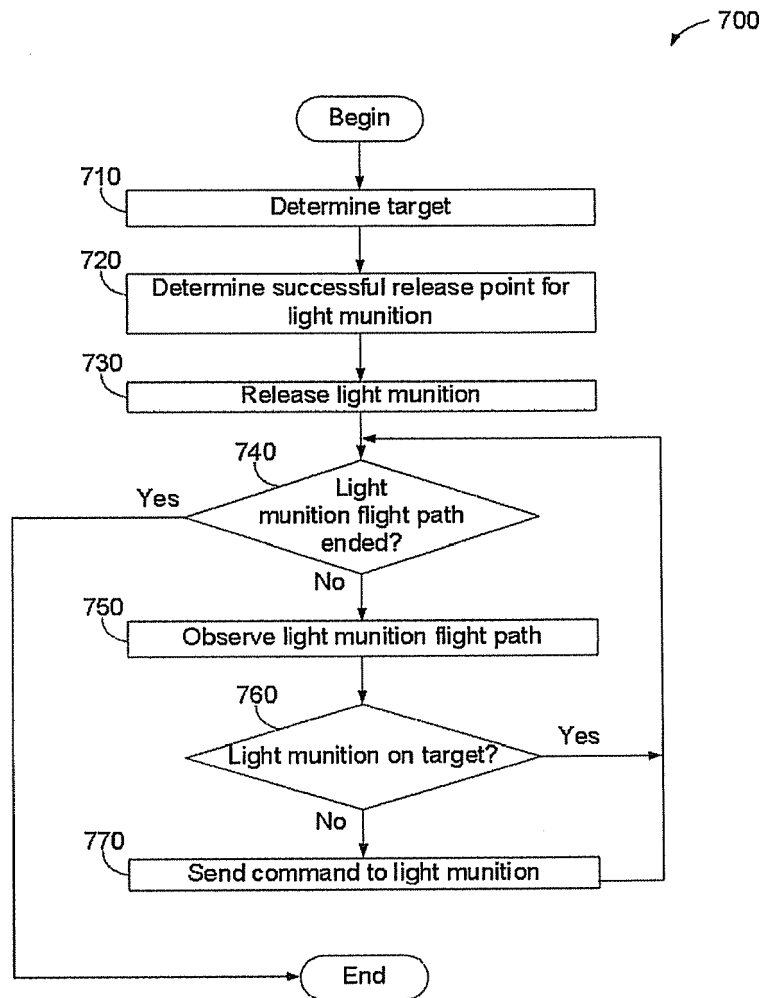 700
Begin
710
Determine target
720
Determine successful release point for
light munition
730
Release light munition
740
Yes
Light
munition flight path
ended?
No
750
Observe light munition flight path
760
Light munition on target?
Yes
No
770
Send command to light munition
End